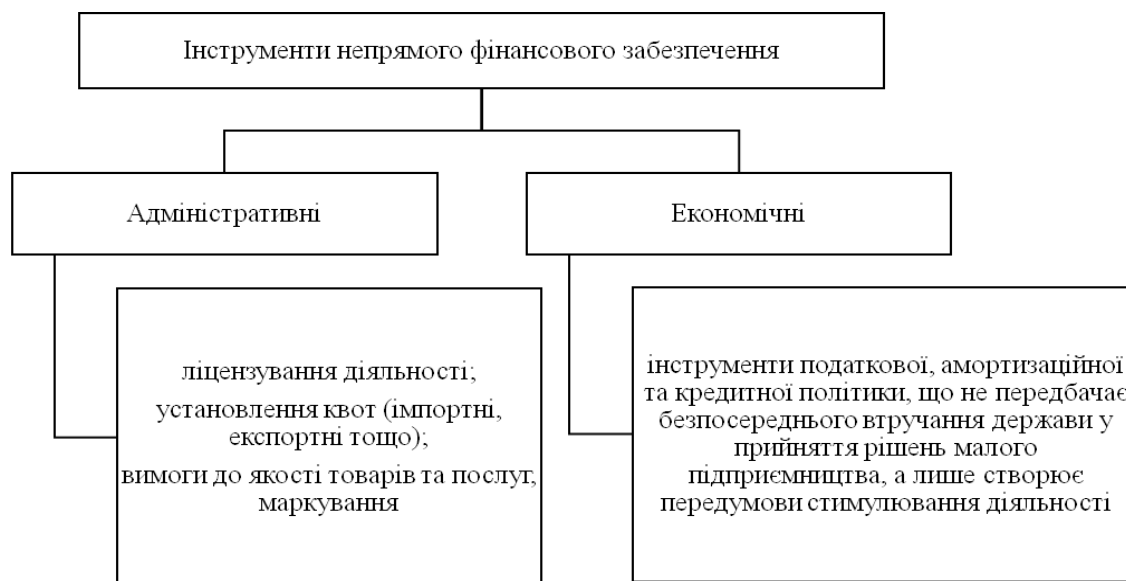 Інструменти непрямого фінансового забезпечення
Адміністративні
Економічні
ліцензування діяльності;
установлення квот (імпортні,
експортні тощо);
вимоги до якості товарів та послуг,
маркування
інструменти податкової, амортизаційної
та кредитної політики, що не передбачає
безпосереднього втручання держави у
прийняття рішень малого
підприємництва, а лише створює
передумови стимулювання діяльності